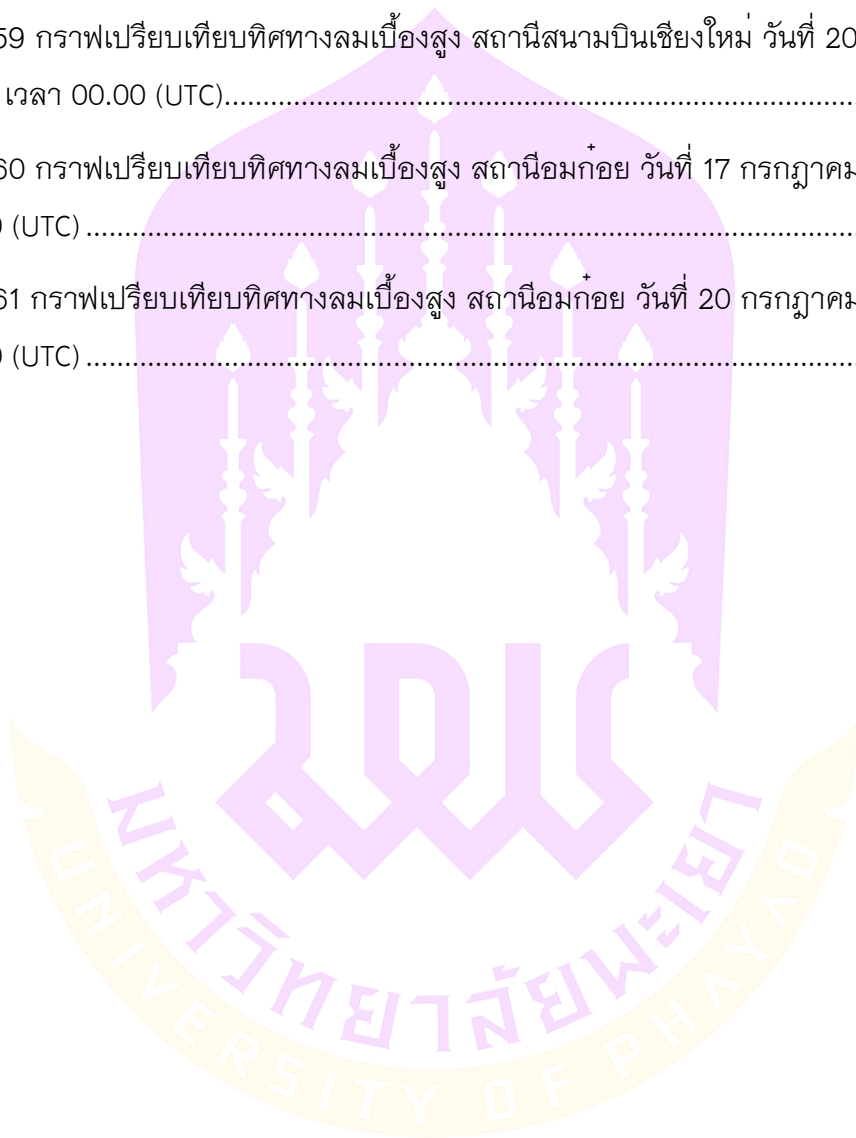 59 กราฟเปรียบเทียบทิศทางลมเบื้องสูง สถานีสนามบินเชียงใหม่ วันที่ 20
เวลา 00.00 (UTC)........................................................................................
60 กราฟเปรียบเทียบทิศทางลมเบื้องสูง สถานีอมก๋อย วันที่ 17 กรกฎาคม
(UTC) ........................................................................................................
61 กราฟเปรียบเทียบทิศทางลมเบื้องสูง สถานีอมก๋อย วันที่ 20 กรกฎาคม
(UTC) ........................................................................................................
มพ
มหาวิทยาลัยพะเยา
UNIVERSITY OF PHAYAO